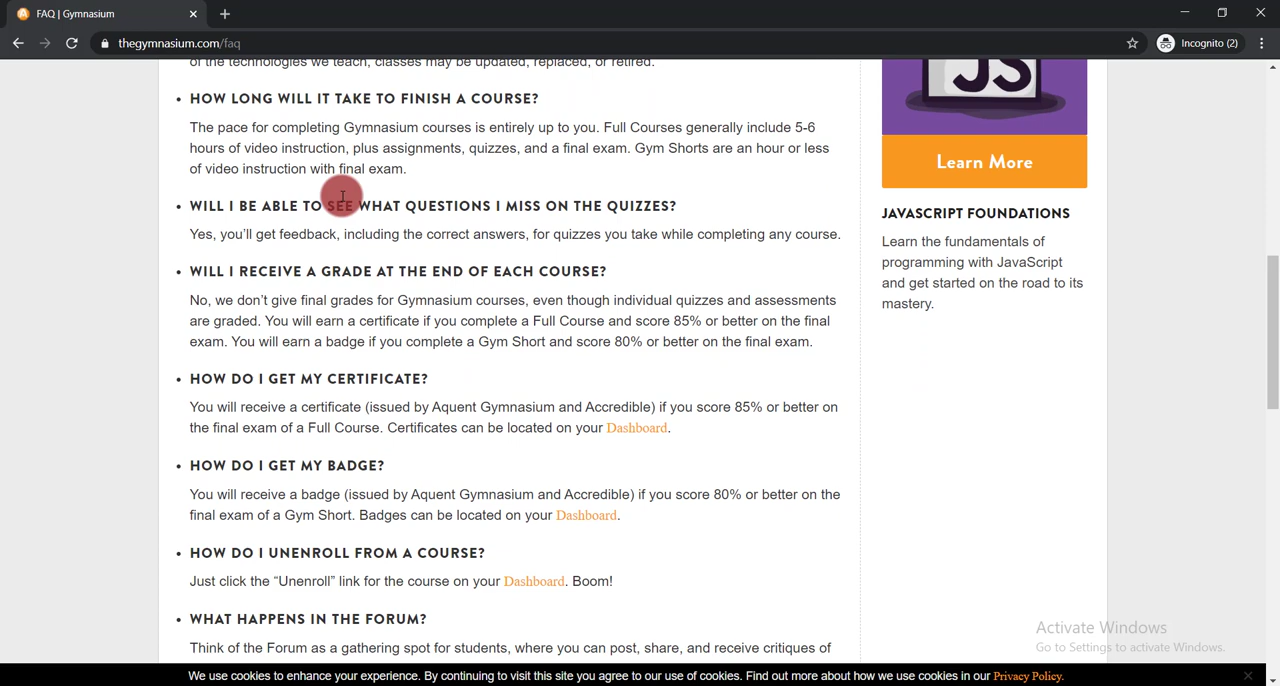 FAQ | Gymnasium
thegymnasium.com/faq
Incognito (2)
of the technologies we teach, classes may be updated, replaced, or retired.
• HOW LONG WILL IT TAKE TO FINISH A COURSE?
The pace for completing Gymnasium courses is entirely up to you. Full Courses generally include 5-6
hours of video instruction, plus assignments, quizzes, and a final exam. Gym Shorts are an hour or less
of video instruction with final exam.
• WILL I BE ABLE TO SEE WHAT QUESTIONS I MISS ON THE QUIZZES?
Yes, you’ll get feedback, including the correct answers, for quizzes you take while completing any course.
• WILL I RECEIVE A GRADE AT THE END OF EACH COURSE?
No, we don’t give final grades for Gymnasium courses, even though individual quizzes and assessments
are graded. You will earn a certificate if you complete a Full Course and score 85% or better on the final
exam. You will earn a badge if you complete a Gym Short and score 80% or better on the final exam.
• HOW DO I GET MY CERTIFICATE?
You will receive a certificate (issued by Aquent Gymnasium and Accredible) if you score 85% or better on
the final exam of a Full Course. Certificates can be located on your Dashboard.
• HOW DO I GET MY BADGE?
You will receive a badge (issued by Aquent Gymnasium and Accredible) if you score 80% or better on the
final exam of a Gym Short. Badges can be located on your Dashboard.
• HOW DO I UNENROLL FROM A COURSE?
Just click the “Unenroll” link for the course on your Dashboard. Boom!
• WHAT HAPPENS IN THE FORUM?
Think of the Forum as a gathering spot for students, where you can post, share, and receive critiques of
JS
Learn More
JAVASCRIPT FOUNDATIONS
Learn the fundamentals of
programming with JavaScript
and get started on the road to its
mastery.
Activate Windows
Go to Settings to activate Windows.
We use cookies to enhance your experience. By continuing to visit this site you agree to our use of cookies. Find out more about how we use cookies in our Privacy Policy.